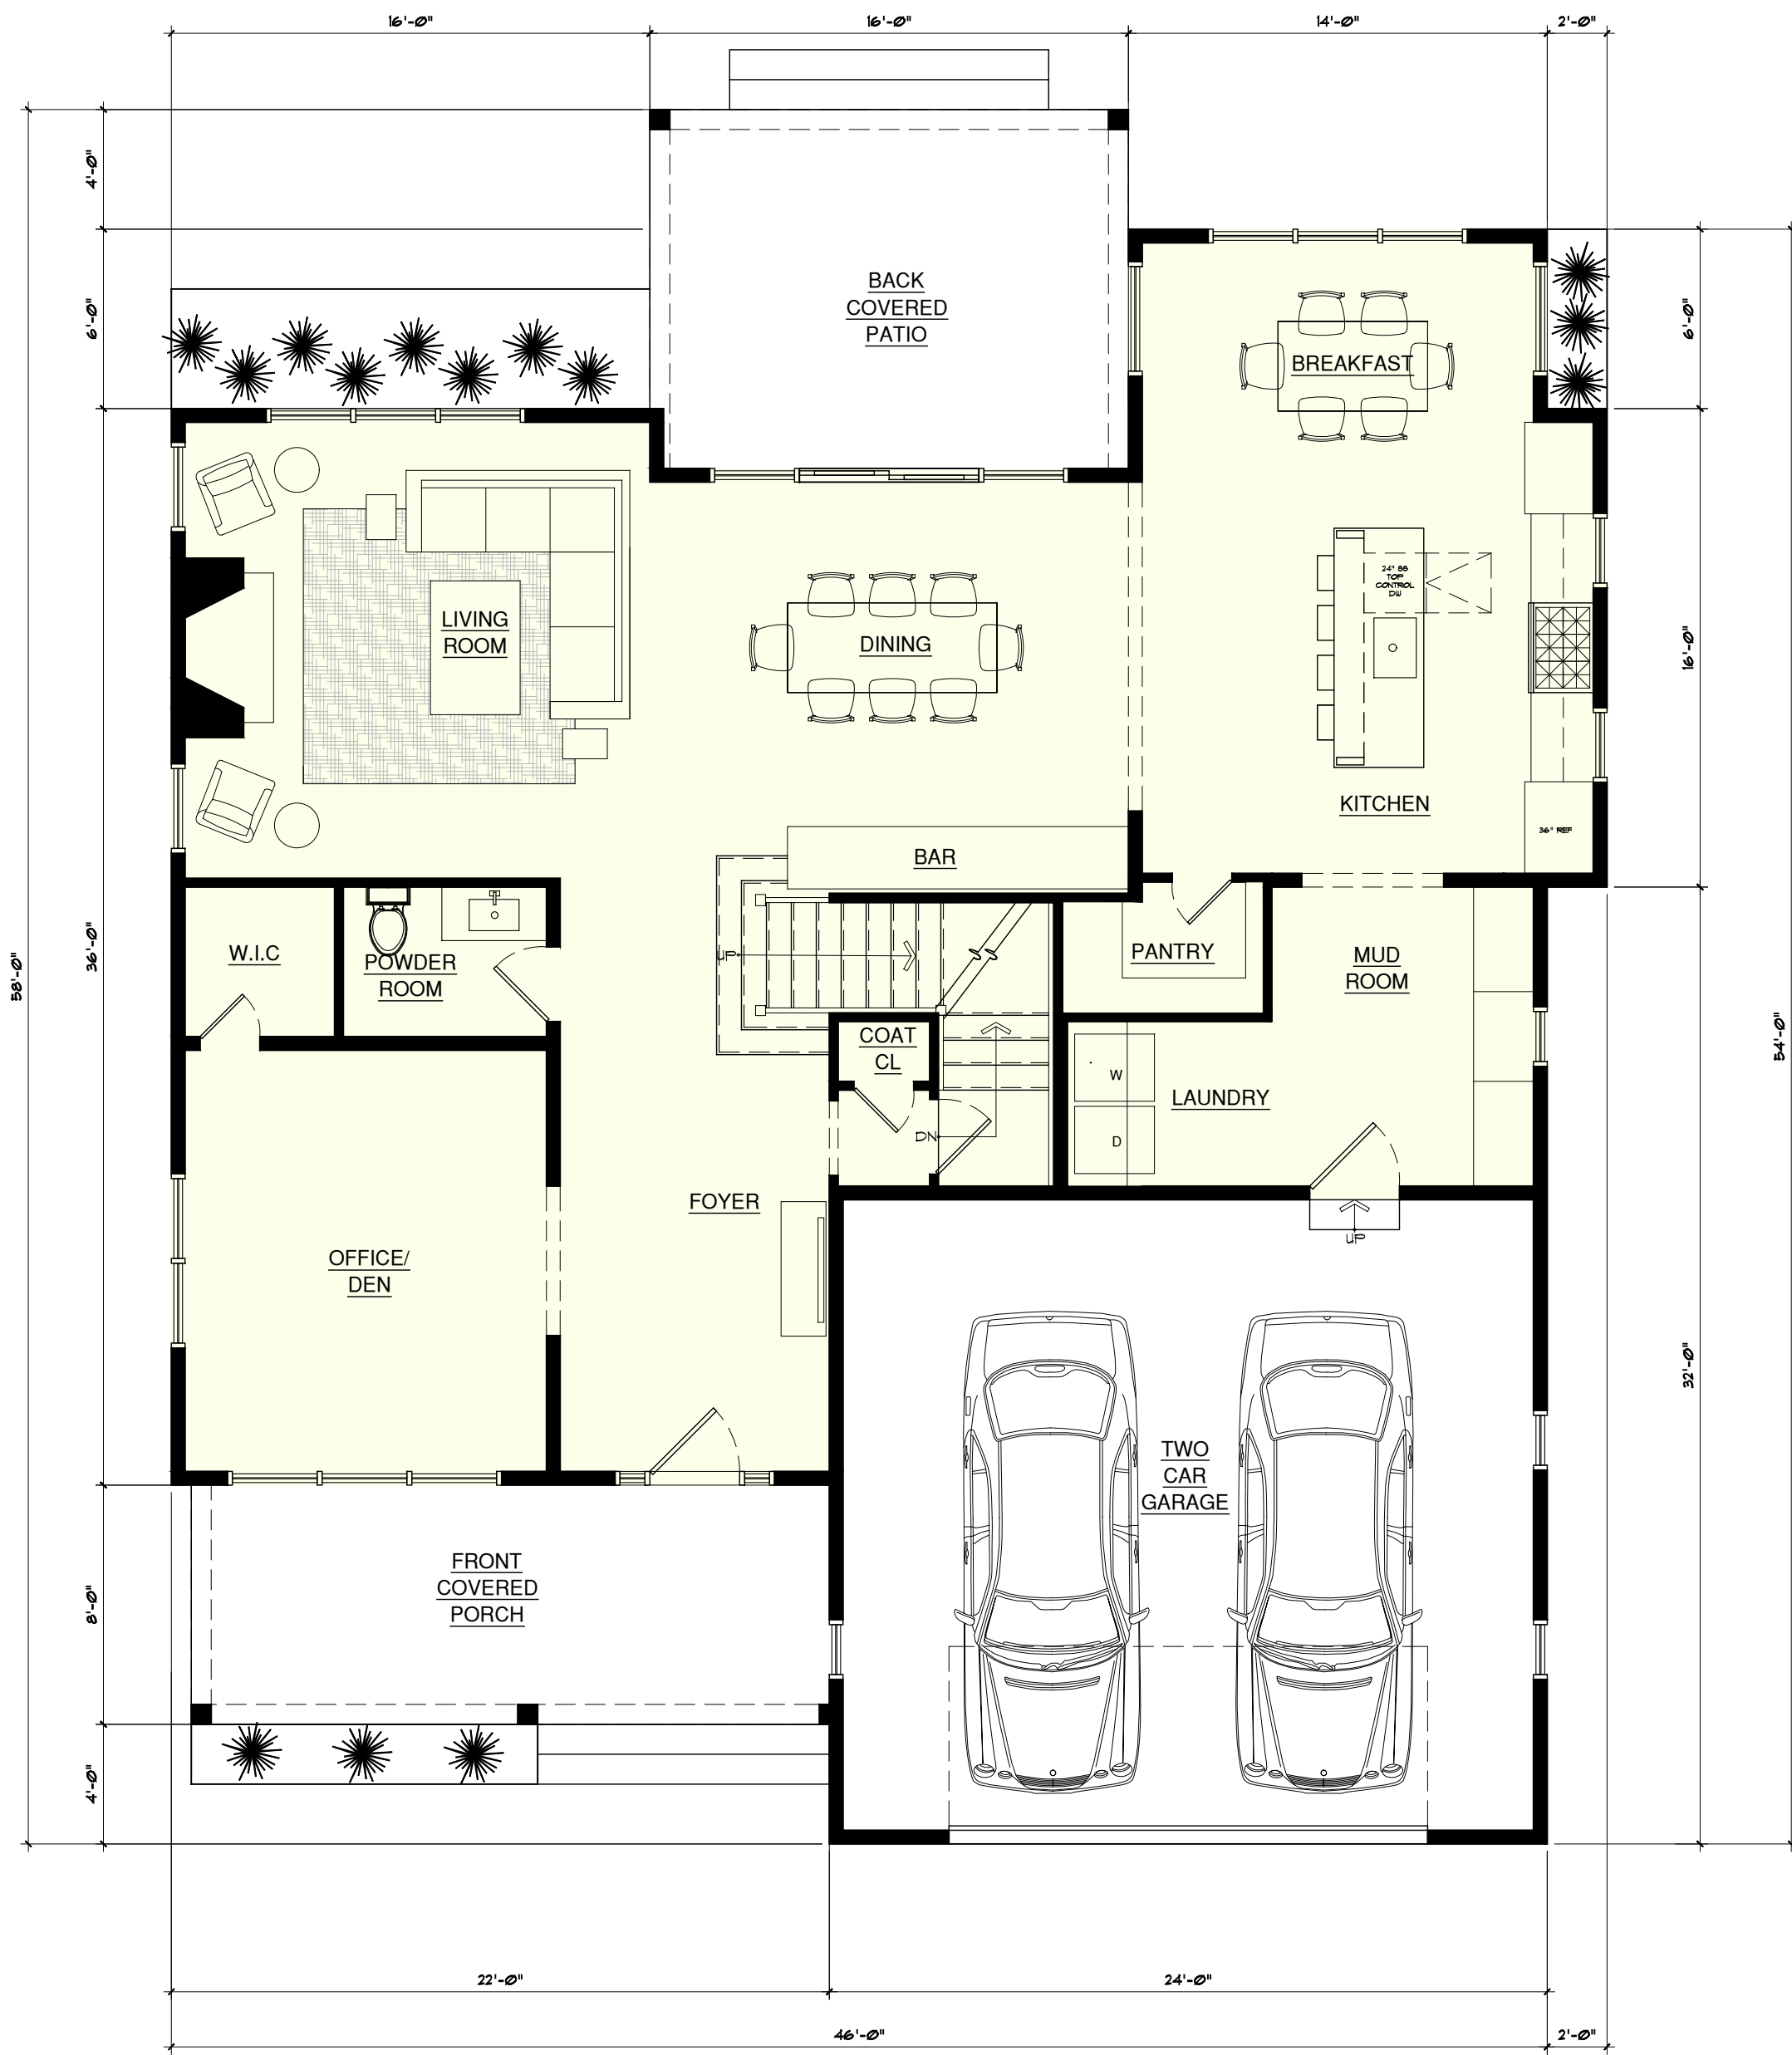 16'-0"
16'-0"
14'-0"
2'-0"
4'-0"
6'-0"
36'-0"
58'-0"
8'-0"
4'-0"
BACK
COVERED
PATIO
BREAKFAST
6'-0"
16'-0"
54'-0"
32'-0"
LIVING
ROOM
DINING
24" SS
TOP
CONTROL
DW
KITCHEN
36" REF
BAR
W.I.C
POWDER
ROOM
UP
PANTRY
MUD
ROOM
COAT
CL
W
D
LAUNDRY
DN
FOYER
UP
OFFICE/
DEN
TWO
CAR
GARAGE
FRONT
COVERED
PORCH
22'-0"
24'-0"
46'-0"
2'-0"